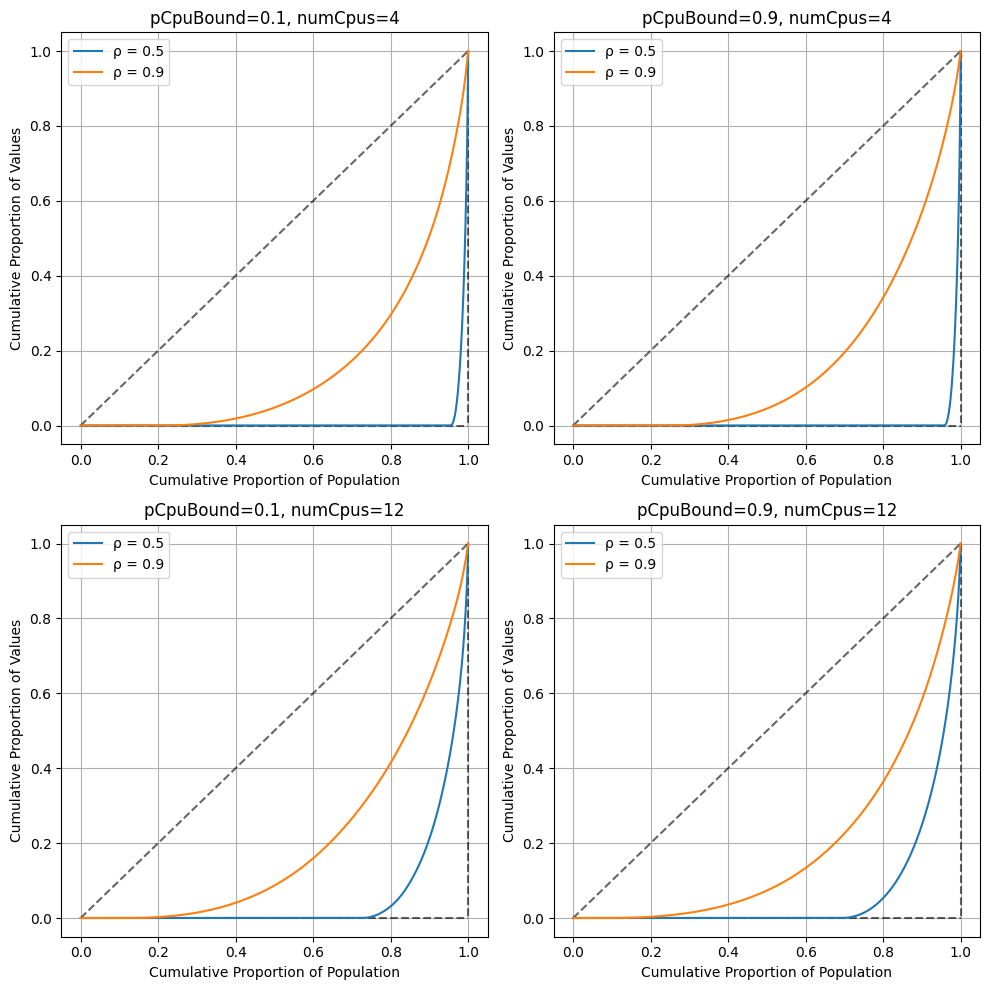 pCpuBound=0.1, numCpus=4
ρ = 0.5
ρ = 0.9
1.0
0.8
0.6
0.4
0.2
0.0
Cumulative Proportion of Values
0.0 0.2 0.4 0.6 0.8 1.0
Cumulative Proportion of Population
pCpuBound=0.9, numCpus=4
ρ = 0.5
ρ = 0.9
1.0
0.8
0.6
0.4
0.2
0.0
Cumulative Proportion of Values
0.0 0.2 0.4 0.6 0.8 1.0
Cumulative Proportion of Population
pCpuBound=0.1, numCpus=12
ρ = 0.5
ρ = 0.9
1.0
0.8
0.6
0.4
0.2
0.0
Cumulative Proportion of Values
0.0 0.2 0.4 0.6 0.8 1.0
Cumulative Proportion of Population
pCpuBound=0.9, numCpus=12
ρ = 0.5
ρ = 0.9
1.0
0.8
0.6
0.4
0.2
0.0
Cumulative Proportion of Values
0.0 0.2 0.4 0.6 0.8 1.0
Cumulative Proportion of Population